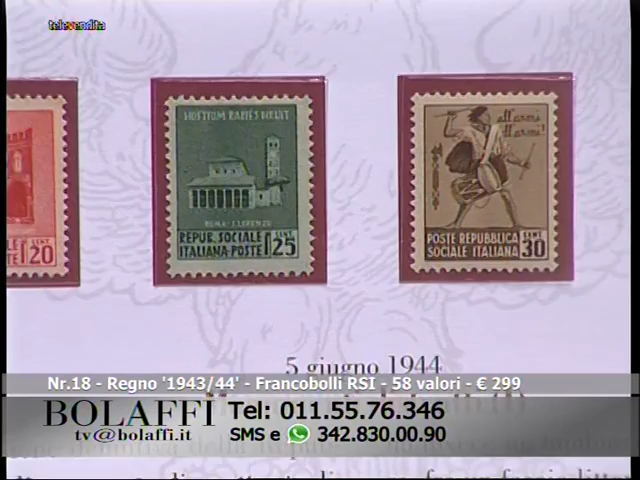 televendita
HOSTIUM RABIES DIRUIT
ROMA - S. LORENZO
CENT. 20
REPUB. SOCIALE CENT. 25
ITALIANA-POSTE
all'armi
all'armi!
POSTE REPUBBLICA CENT. 30
SOCIALE ITALIANA
5 giugno 1944
Nr.18 - Regno '1943/44' - Francobolli RSI - 58 valori - € 299
BOLAFFI Tel: 011.55.76.346
tv@bolaffi.it SMS e 342.830.00.90